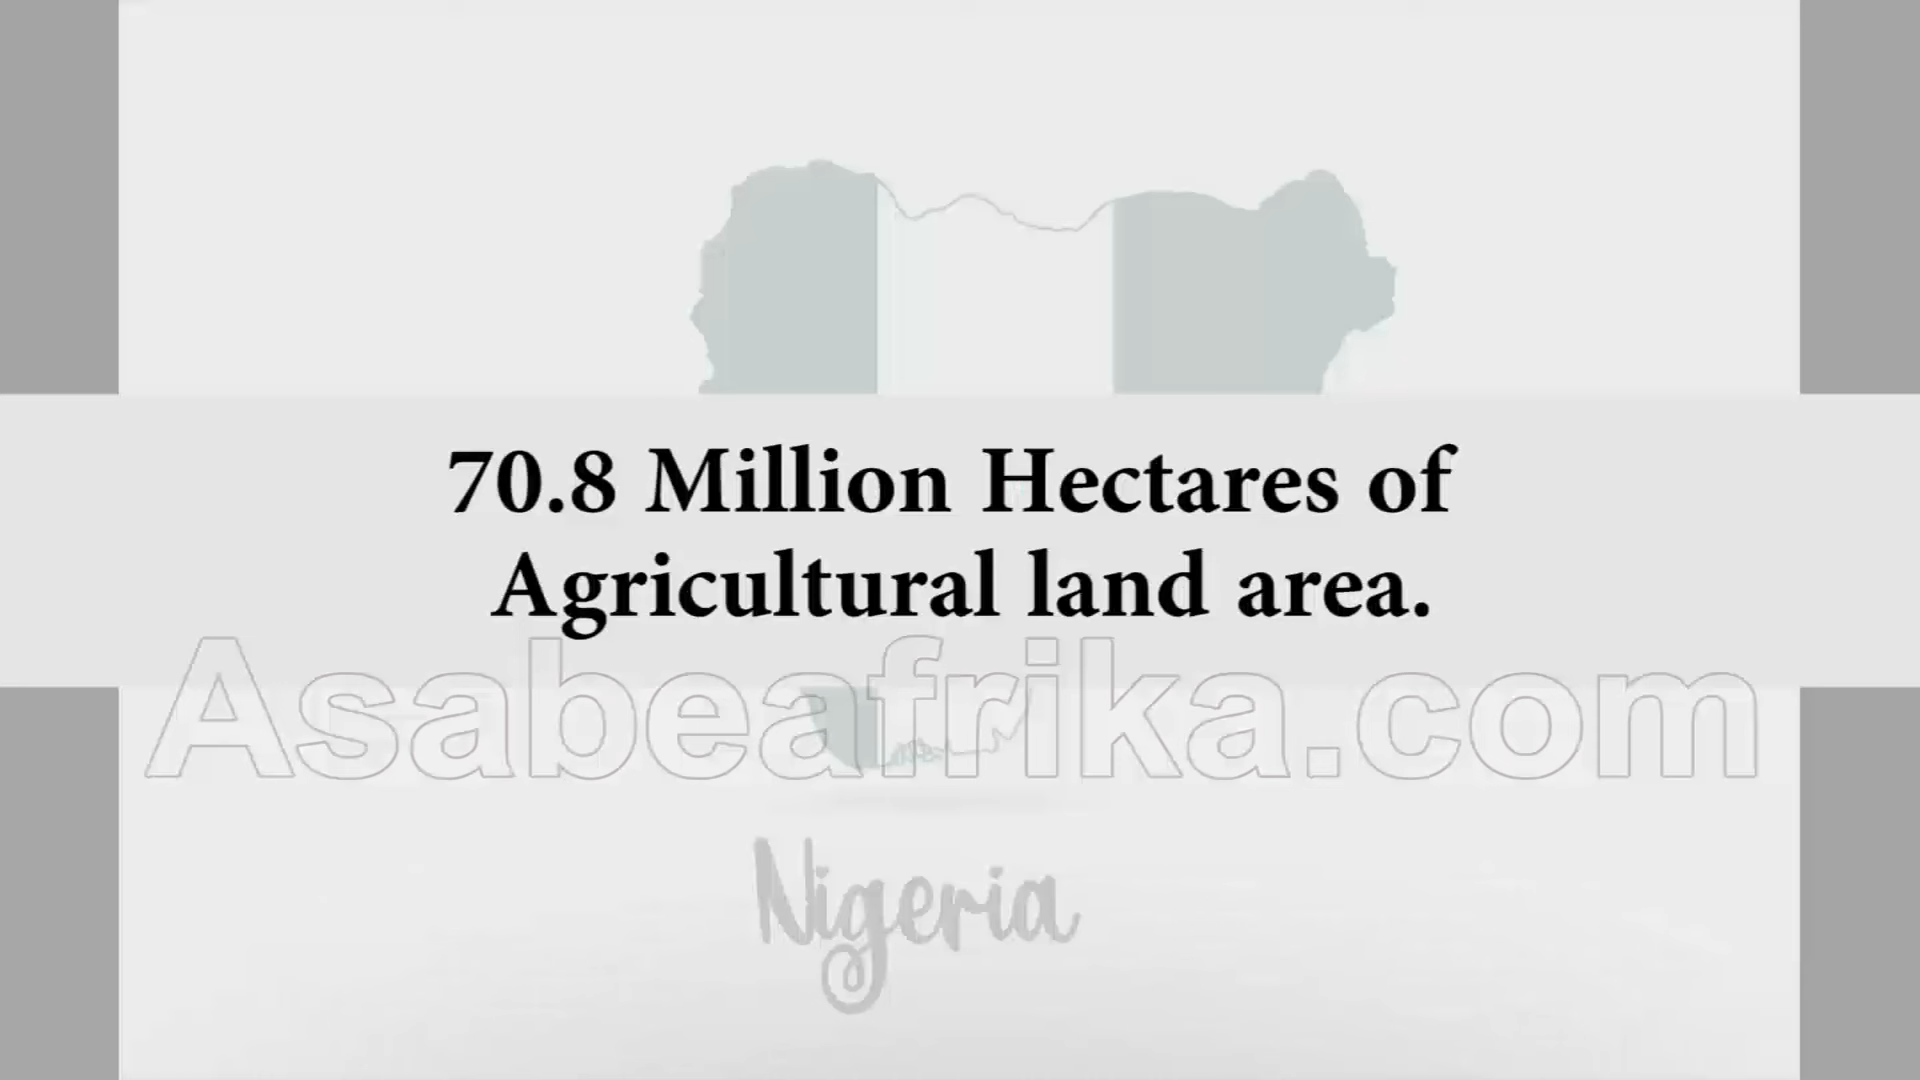 70.8 Million Hectares of
Agricultural land area.
Asabeafrika.com
Nigeria